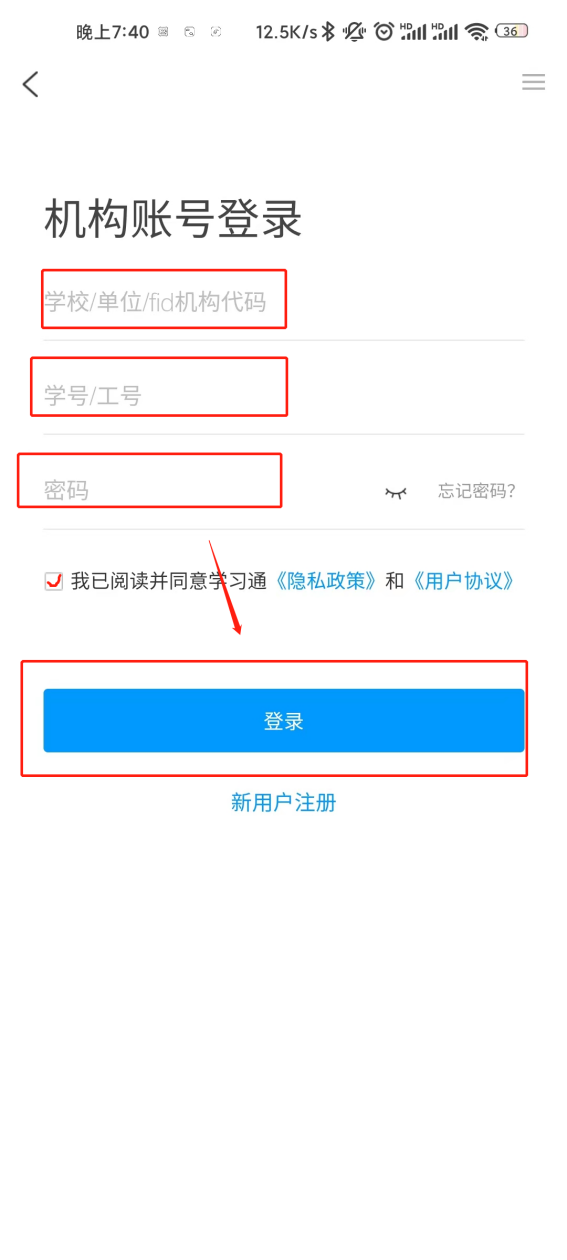 晚上7:40 12.5K/s HD HD 36
机构账号登录
学校/单位/fid机构代码
学号/工号
密码 忘记密码?
我已阅读并同意学习通《隐私政策》和《用户协议》
登录
新用户注册